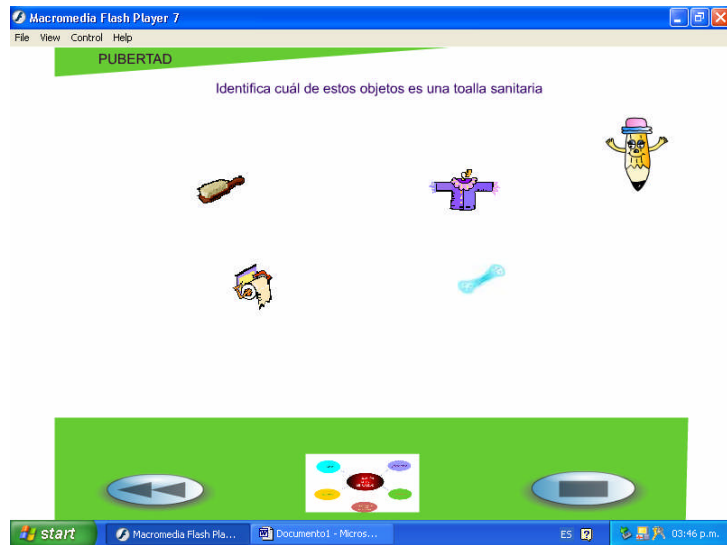 Macromedia Flash Player 7
File View Control Help
PUBERTAD
Identifica cuál de estos objetos es una toalla sanitaria
start
Macromedia Flash Pla...
Documento1 - Micros...
ES
03:46 p.m.